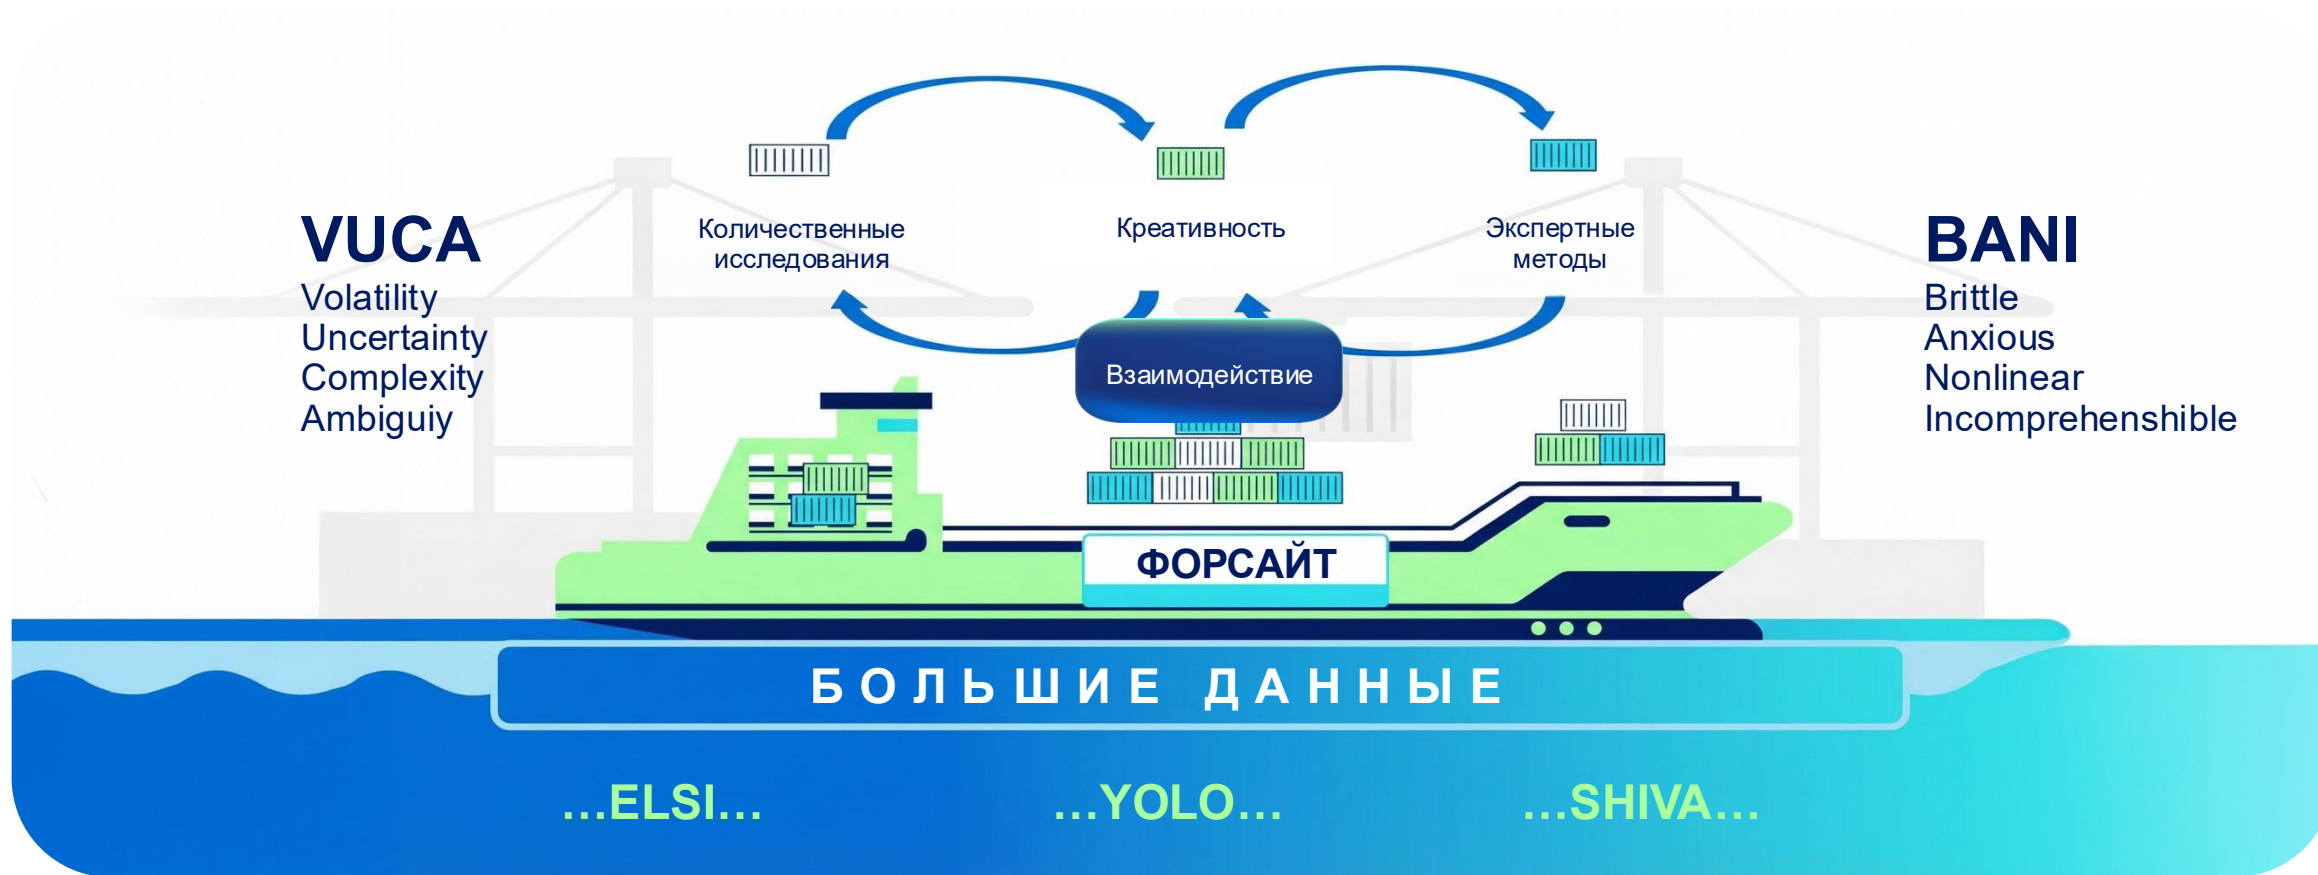 VUCA
Volatility
Uncertainty
Complexity
Ambiguiy
Количественные
исследования
Креативность
Экспертные
методы
BANI
Brittle
Anxious
Nonlinear
Incomprehenshible
Взаимодействие
ФОРСАЙТ
БОЛЬШИЕ ДАННЫЕ
...ELSI...
...YOLO...
...SHIVA...